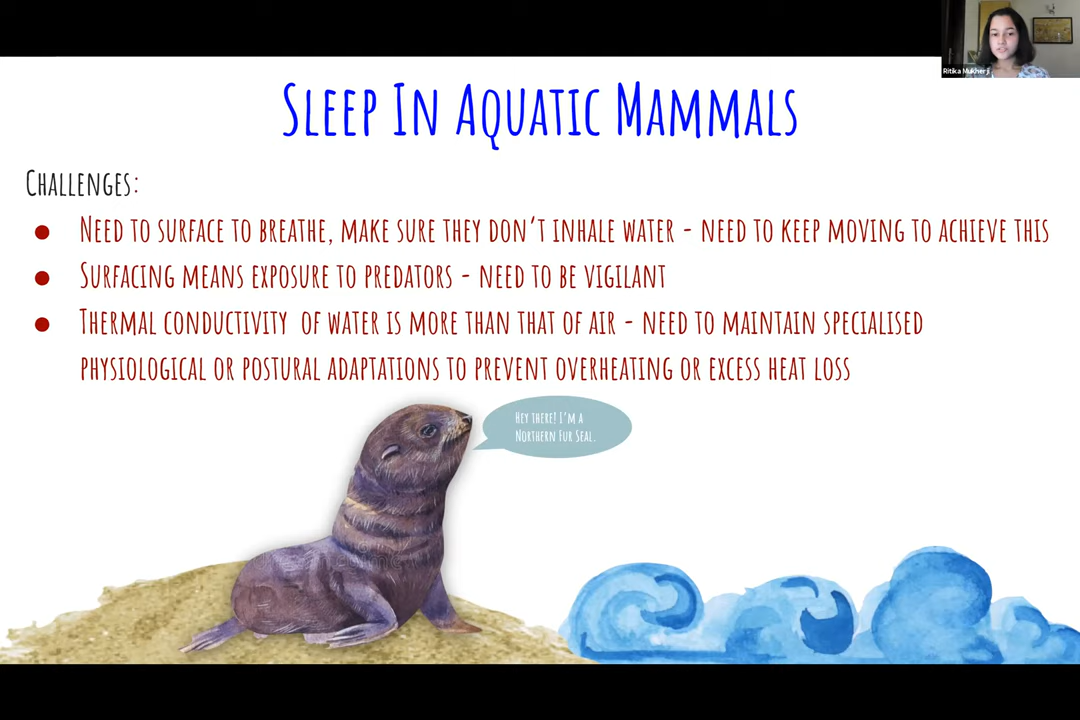 Ritika Mukherji
Sleep In Aquatic Mammals
Challenges:
● Need to surface to breathe, make sure they don't inhale water - need to keep moving to achieve this
● Surfacing means exposure to predators - need to be vigilant
● Thermal conductivity of water is more than that of air - need to maintain specialised
physiological or postural adaptations to prevent overheating or excess heat loss
Hey there! I'm a
Northern Fur Seal.